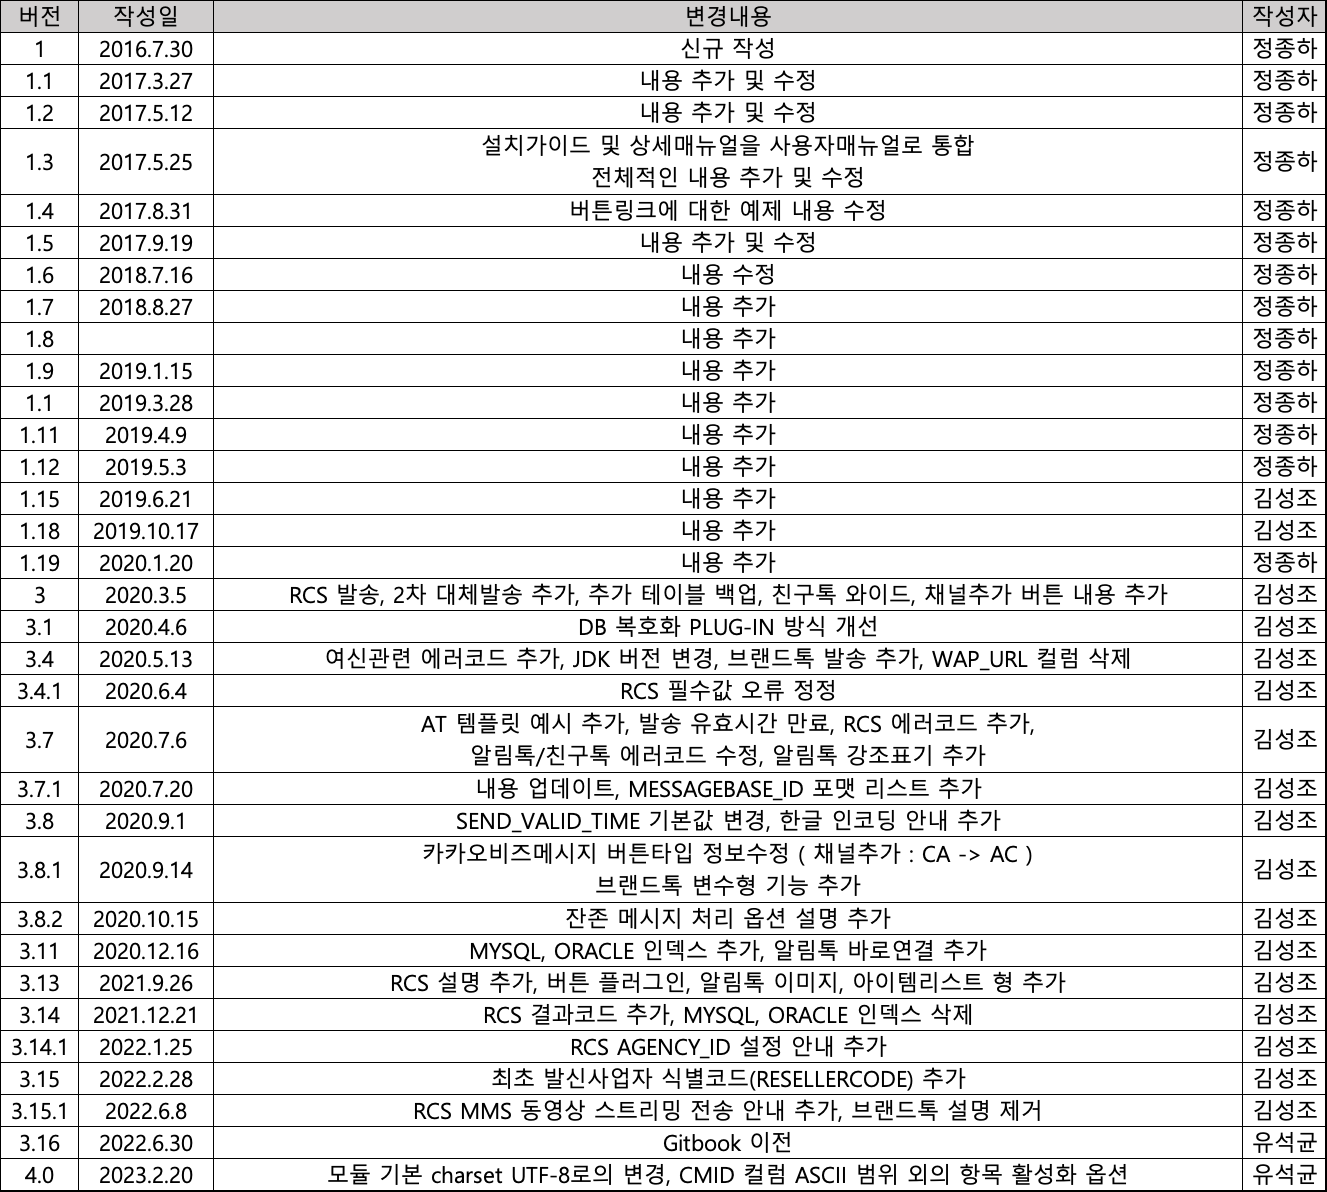 버전 작성일 변경내용 작성자
1 2016.7.30 신규 작성 정종하
1.1 2017.3.27 내용 추가 및 수정 정종하
1.2 2017.5.12 내용 추가 및 수정 정종하
1.3 2017.5.25 설치가이드 및 상세매뉴얼을 사용자매뉴얼로 통합
전체적인 내용 추가 및 수정 정종하
1.4 2017.8.31 버튼링크에 대한 예제 내용 수정 정종하
1.5 2017.9.19 내용 추가 및 수정 정종하
1.6 2018.7.16 내용 수정 정종하
1.7 2018.8.27 내용 추가 정종하
1.8 내용 추가 정종하
1.9 2019.1.15 내용 추가 정종하
1.1 2019.3.28 내용 추가 정종하
1.11 2019.4.9 내용 추가 정종하
1.12 2019.5.3 내용 추가 정종하
1.15 2019.6.21 내용 추가 김성조
1.18 2019.10.17 내용 추가 김성조
1.19 2020.1.20 내용 추가 정종하
3 2020.3.5 RCS 발송, 2차 대체발송 추가, 추가 테이블 백업, 친구톡 와이드, 채널추가 버튼 내용 추가 김성조
3.1 2020.4.6 DB 복호화 PLUG-IN 방식 개선 김성조
3.4 2020.5.13 여신관련 에러코드 추가, JDK 버전 변경, 브랜드톡 발송 추가, WAP_URL 컬럼 삭제 김성조
3.4.1 2020.6.4 RCS 필수값 오류 정정 김성조
3.7 2020.7.6 AT 템플릿 예시 추가, 발송 유효시간 만료, RCS 에러코드 추가,
알림톡/친구톡 에러코드 수정, 알림톡 강조표기 추가 김성조
3.7.1 2020.7.20 내용 업데이트, MESSAGEBASE_ID 포맷 리스트 추가 김성조
3.8 2020.9.1 SEND_VALID_TIME 기본값 변경, 한글 인코딩 안내 추가 김성조
3.8.1 2020.9.14 카카오비즈메시지 버튼타입 정보수정 ( 채널추가 : CA -> AC )
브랜드톡 변수형 기능 추가 김성조
3.8.2 2020.10.15 잔존 메시지 처리 옵션 설명 추가 김성조
3.11 2020.12.16 MYSQL, ORACLE 인덱스 추가, 알림톡 바로연결 추가 김성조
3.13 2021.9.26 RCS 설명 추가, 버튼 플러그인, 알림톡 이미지, 아이템리스트 형 추가 김성조
3.14 2021.12.21 RCS 결과코드 추가, MYSQL, ORACLE 인덱스 삭제 김성조
3.14.1 2022.1.25 RCS AGENCY_ID 설정 안내 추가 김성조
3.15 2022.2.28 최초 발신사업자 식별코드(RESELLERCODE) 추가 김성조
3.15.1 2022.6.8 RCS MMS 동영상 스트리밍 전송 안내 추가, 브랜드톡 설명 제거 김성조
3.16 2022.6.30 Gitbook 이전 유석균
4.0 2023.2.20 모듈 기본 charset UTF-8로의 변경, CMID 컬럼 ASCII 범위 외의 항목 활성화 옵션 유석균